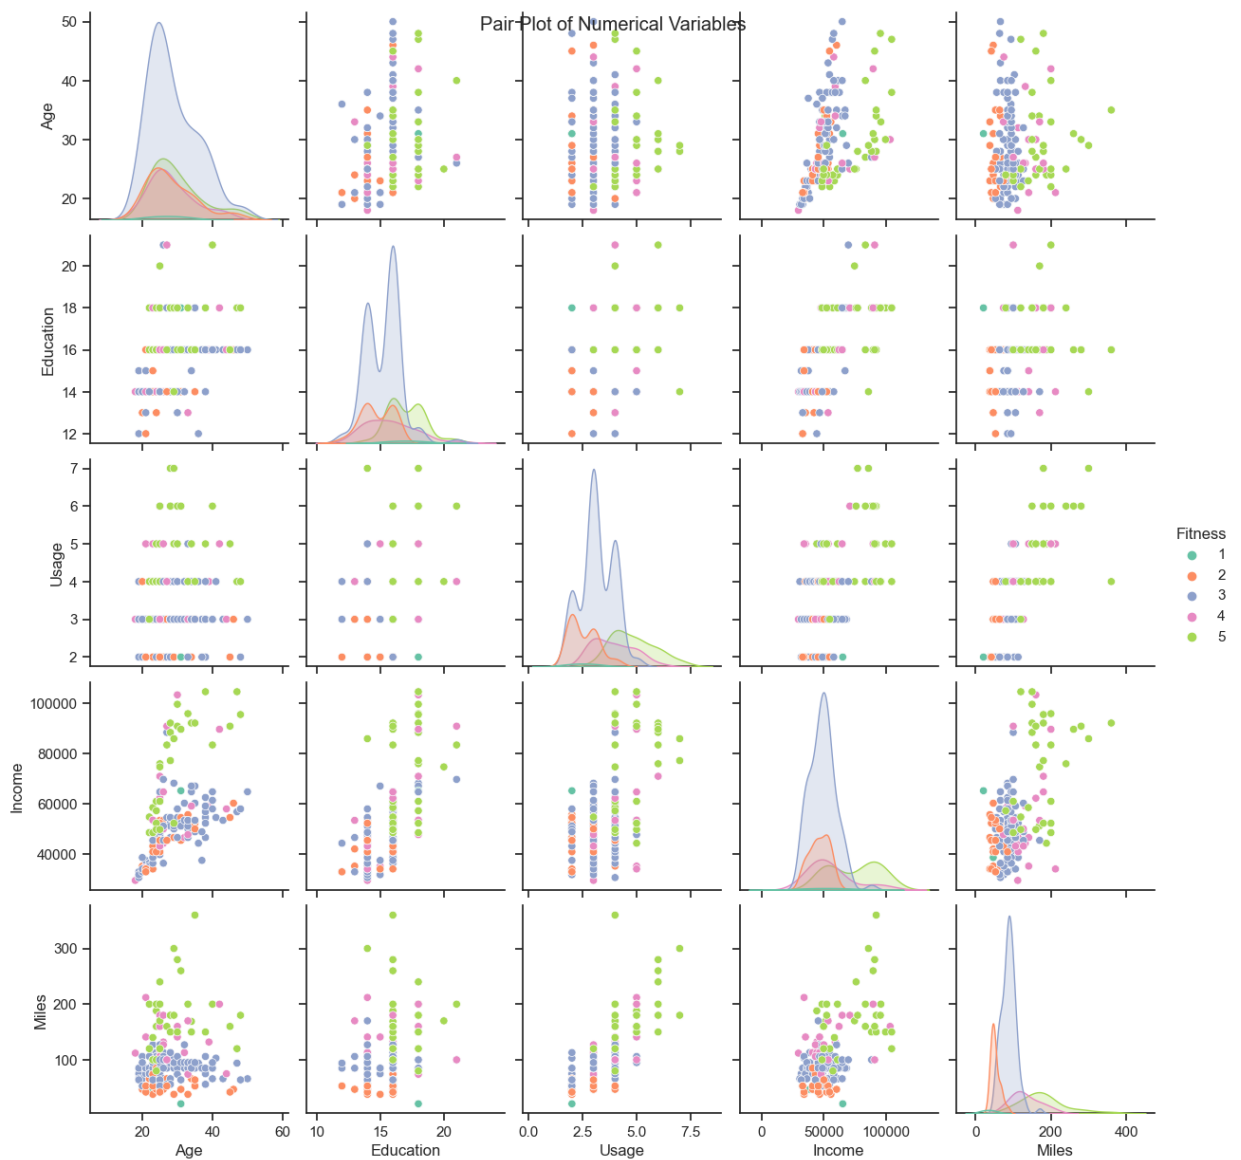 Pair Plot of Numerical Variables
50
40
30
20
Age
20
18
16
14
12
Education
7
6
5
4
3
2
Usage
100000
80000
60000
40000
Income
300
200
100
Miles
20 40 60
Age
10 15 20
Education
0.0 2.5 5.0 7.5
Usage
0 50000 100000
Income
0 200 400
Miles
Fitness
1
2
3
4
5